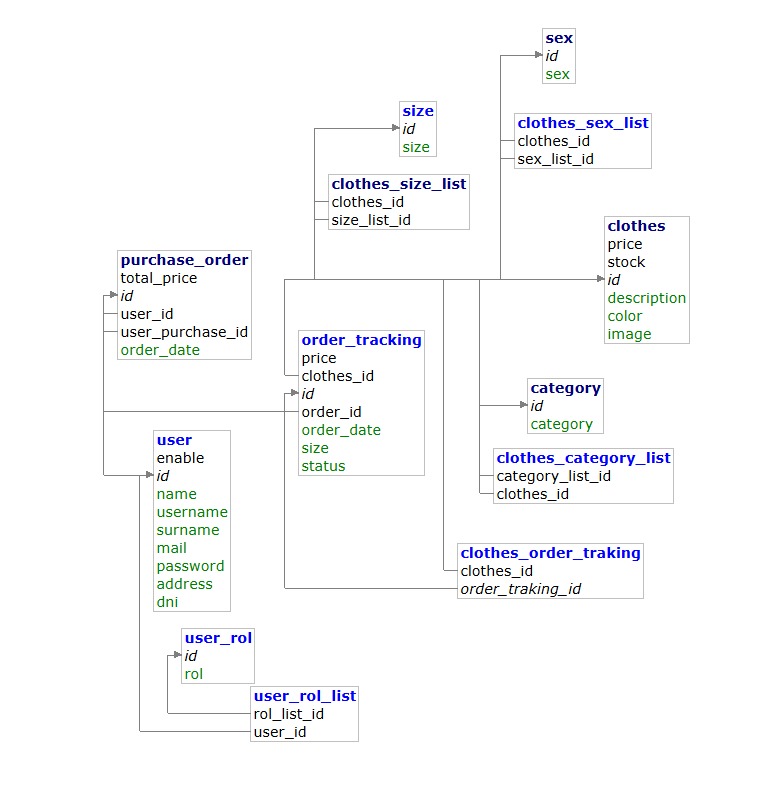 sex
id
sex
size
id
size
clothes_sex_list
clothes_id
sex_list_id
clothes_size_list
clothes_id
size_list_id
clothes
price
stock
id
description
color
image
purchase_order
total_price
id
user_id
user_purchase_id
order_date
order_tracking
price
clothes_id
id
order_id
order_date
size
status
category
id
category
user
enable
id
name
username
surname
mail
password
address
dni
clothes_category_list
category_list_id
clothes_id
clothes_order_traking
clothes_id
order_traking_id
user_rol
id
rol
user_rol_list
rol_list_id
user_id